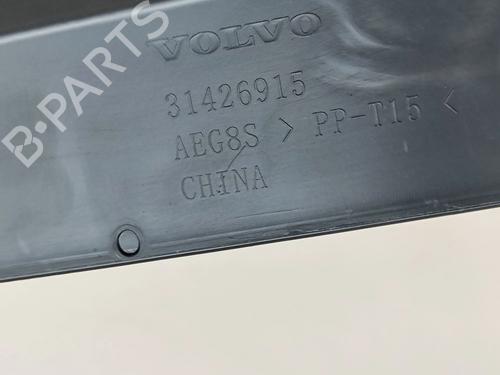 VOLVO
31426915
AEG8S > PP-T15 <
CHINA
B-PARTS